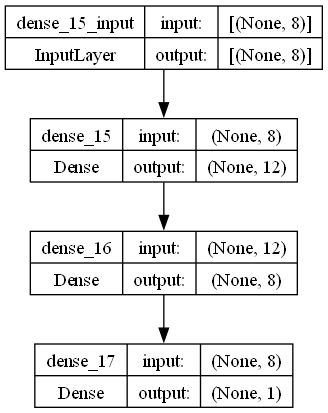 dense_15_input input: [(None, 8)]
InputLayer output: [(None, 8)]
dense_15 input: (None, 8)
Dense output: (None, 12)
dense_16 input: (None, 12)
Dense output: (None, 8)
dense_17 input: (None, 8)
Dense output: (None, 1)